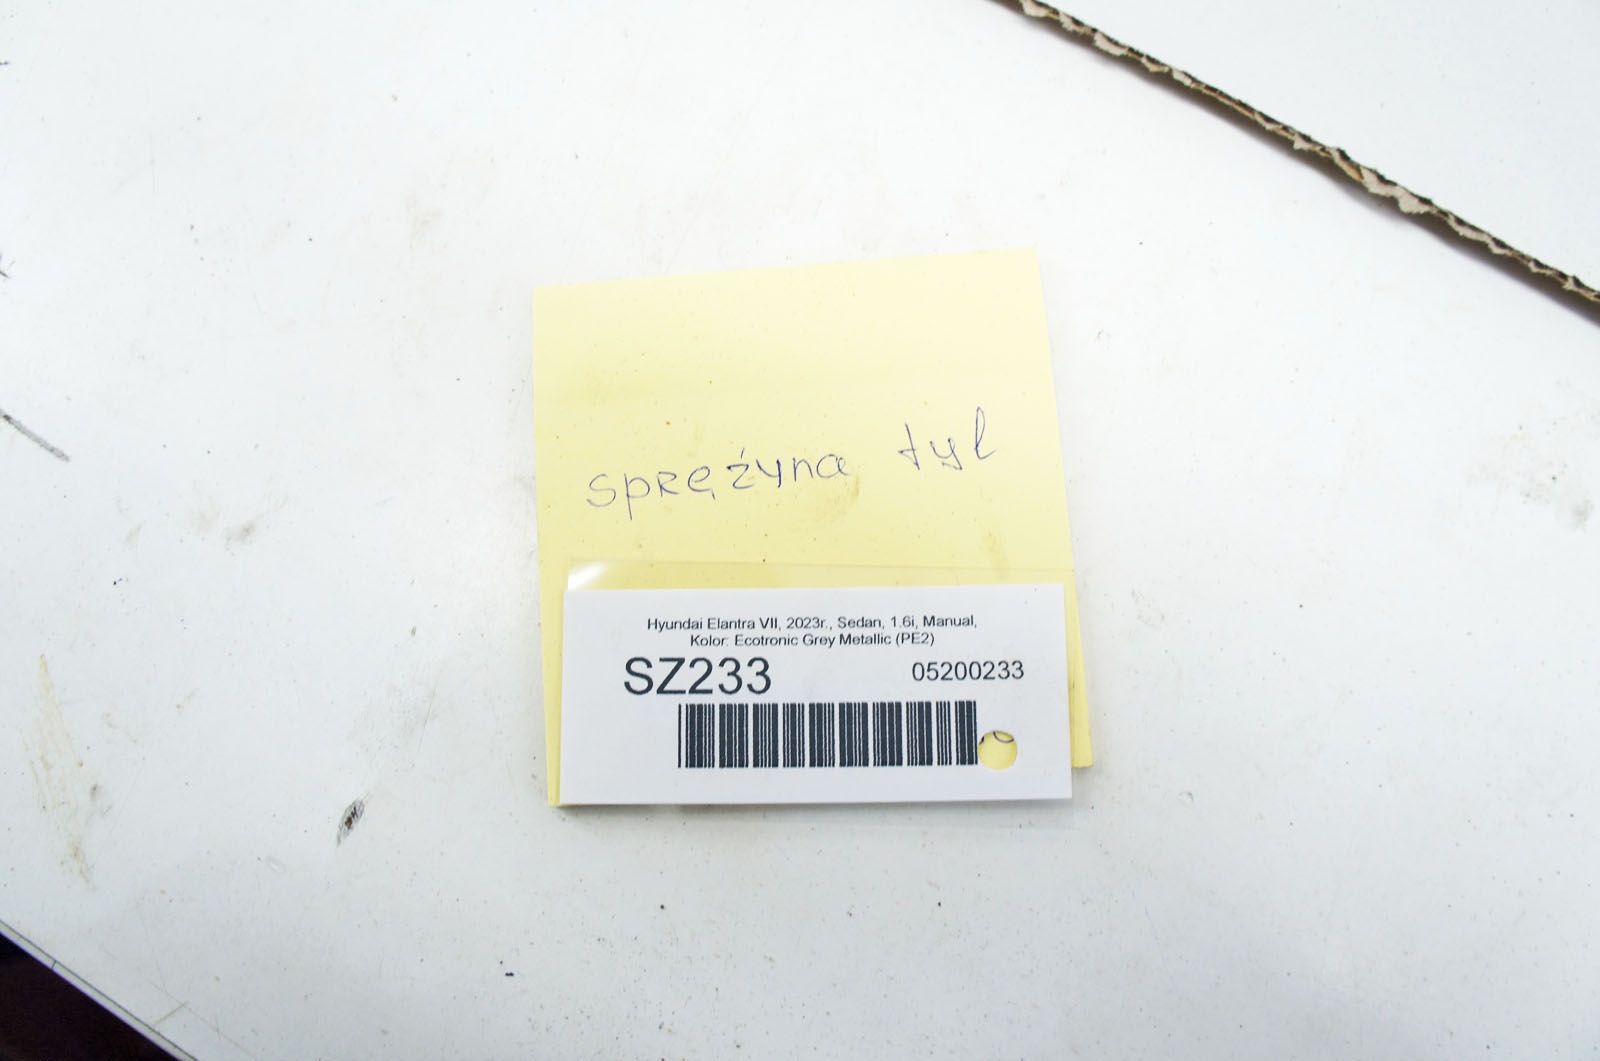 sprężyna tył
Hyundai Elantra VII, 2023r., Sedan, 1.6i, Manual,
Kolor: Ecotronic Grey Metallic (PE2)
SZ233 05200233